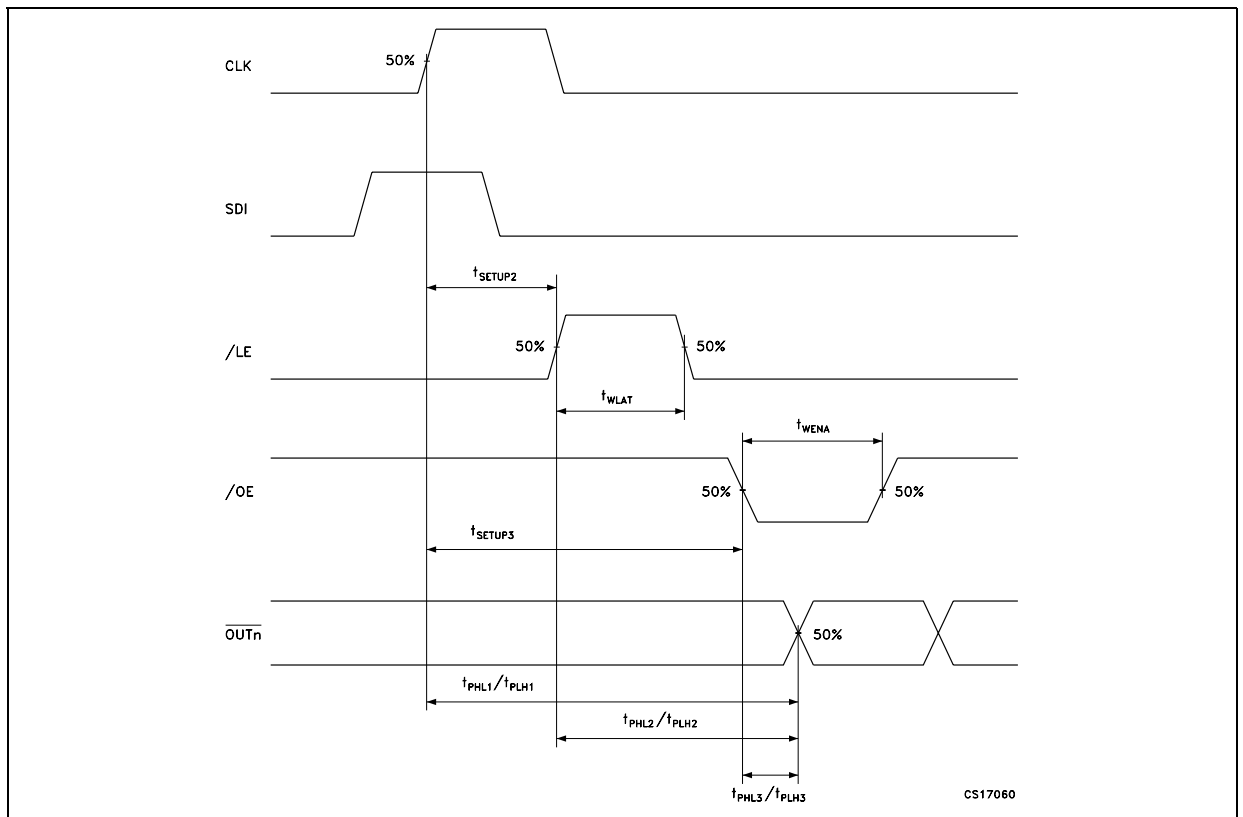 CLK
50%
SDI
tSETUP2
/LE
50%
50%
tWLAT
tWENA
/OE
50%
50%
tSETUP3
OUTn
50%
tPHL1/tPLH1
tPHL2/tPLH2
tPHL3/tPLH3
CS17060